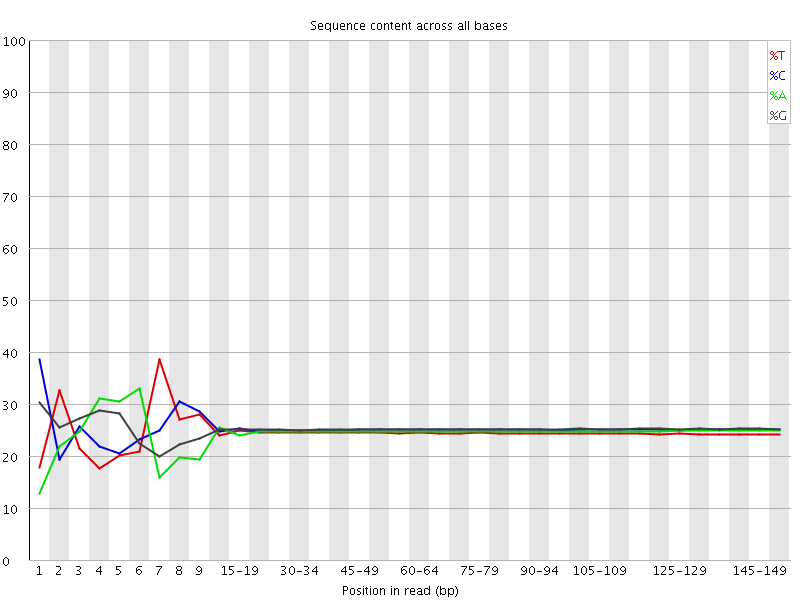 Sequence content across all bases
100
90
80
70
60
50
40
30
20
10
0
%T
%C
%A
%G
1 2 3 4 5 6 7 8 9 15-19 30-34 45-49 60-64 75-79 90-94 105-109 125-129 145-149
Position in read (bp)